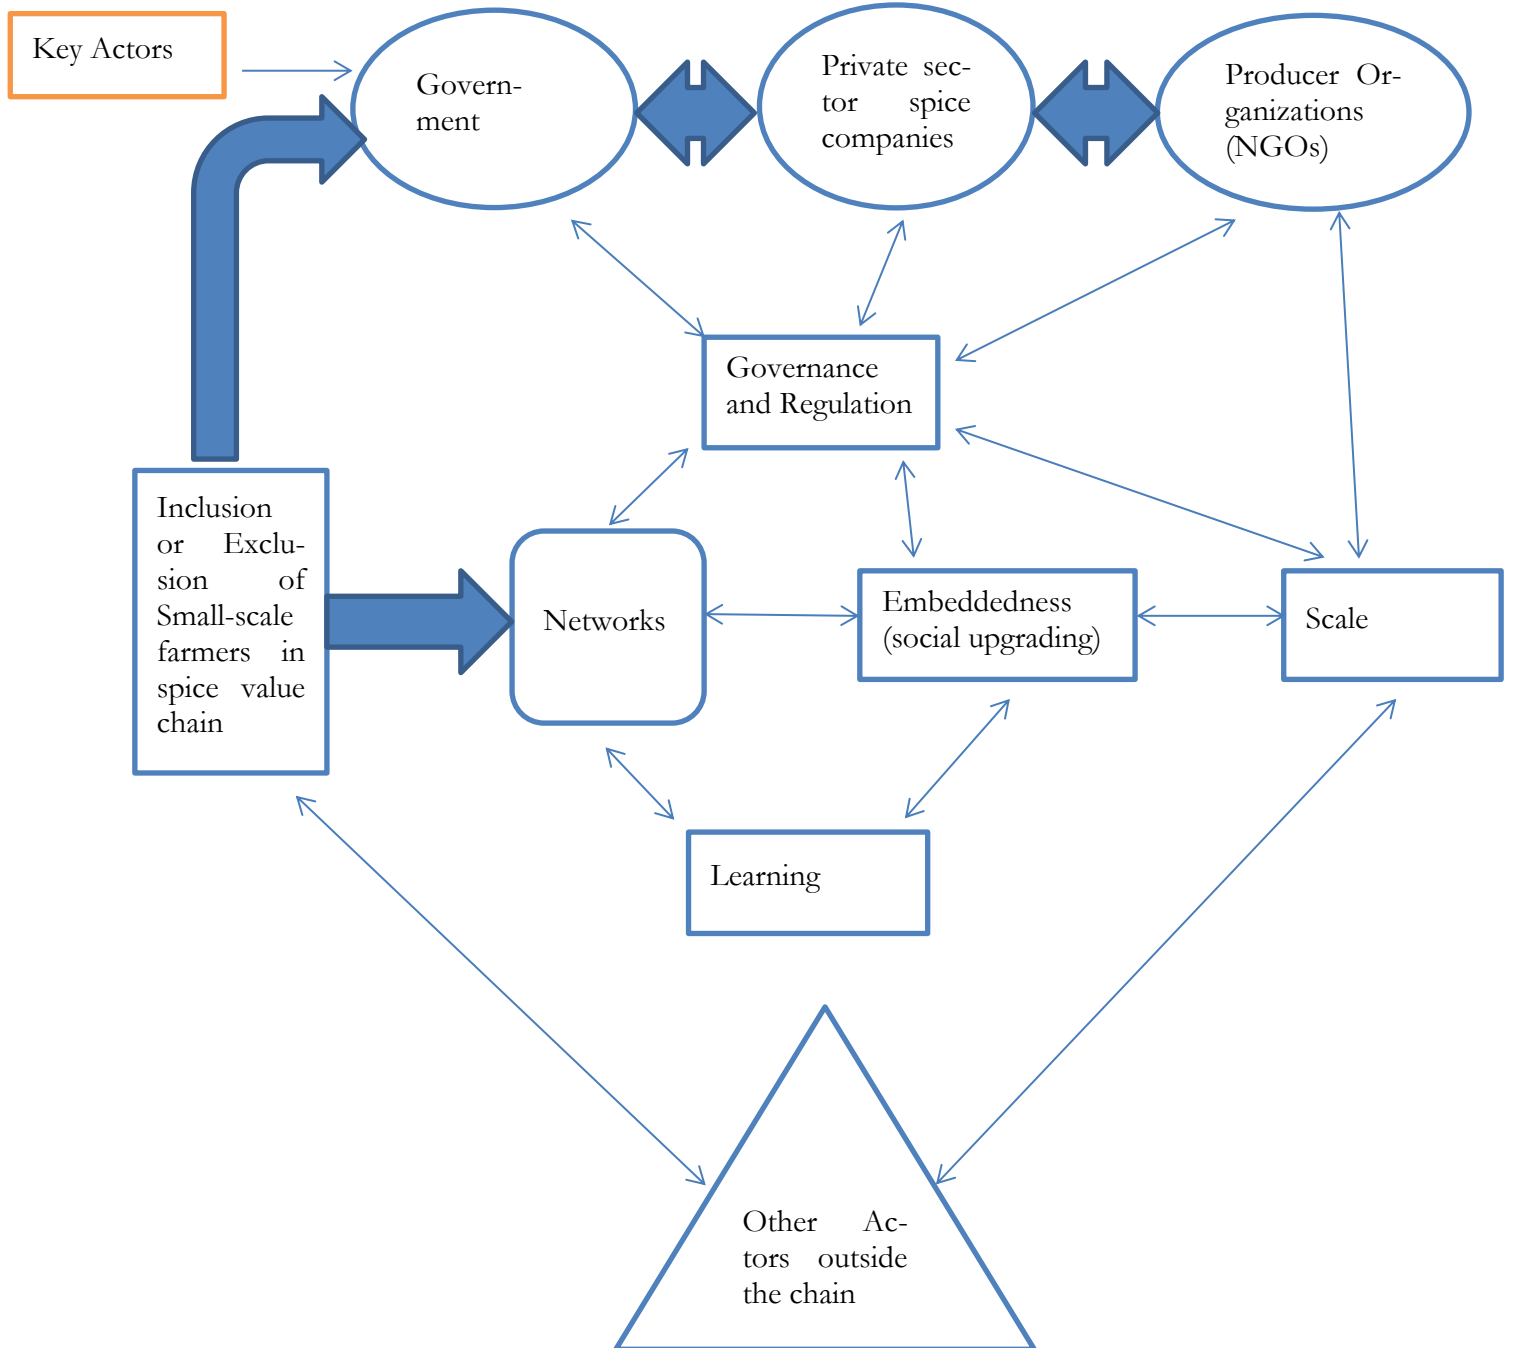 Key Actors
Govern-
ment
Private sec-
tor spice
companies
Producer Or-
ganizations
(NGOs)
Governance
and Regulation
Inclusion
or Exclu-
sion of
Small-scale
farmers in
spice value
chain
Networks
Embeddedness
(social upgrading)
Scale
Learning
Other Ac-
tors outside
the chain